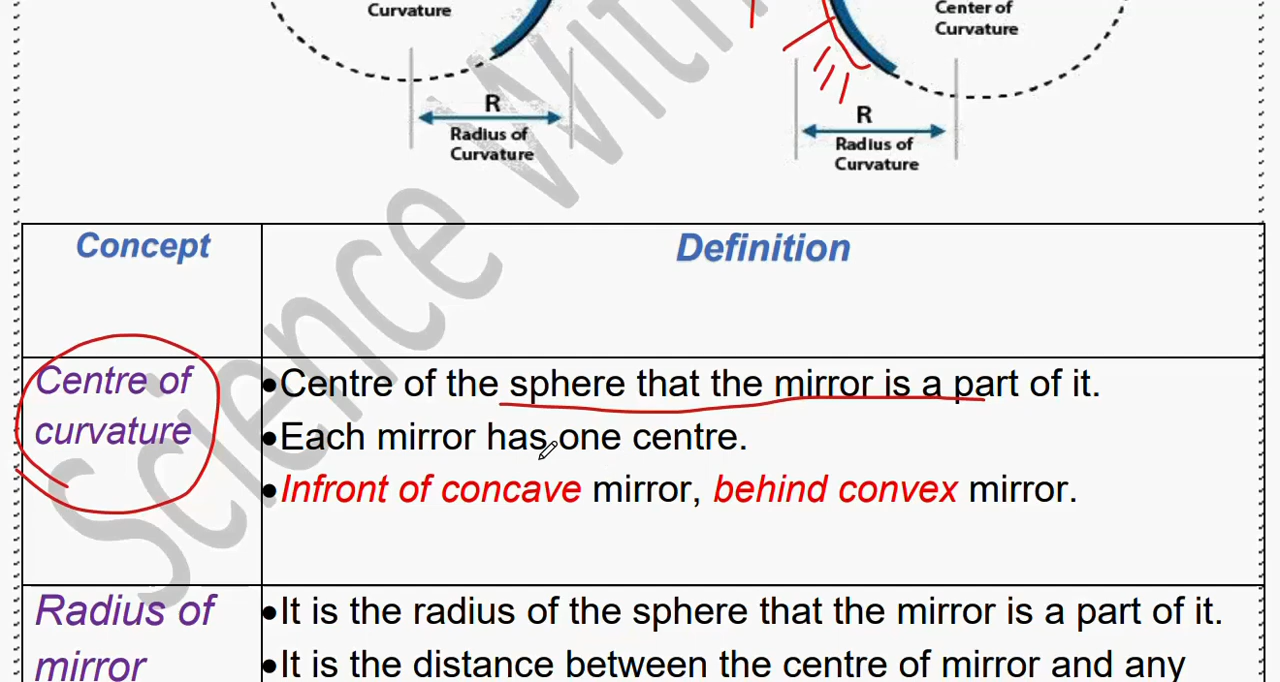 Curvature
Center of
Curvature
R
Radius of
Curvature
R
Radius of
Curvature
Science With
Concept
Definition
Centre of
curvature
•Centre of the sphere that the mirror is a part of it.
•Each mirror has one centre.
•Infront of concave mirror, behind convex mirror.
Radius of
mirror
•It is the radius of the sphere that the mirror is a part of it.
•It is the distance between the centre of mirror and any